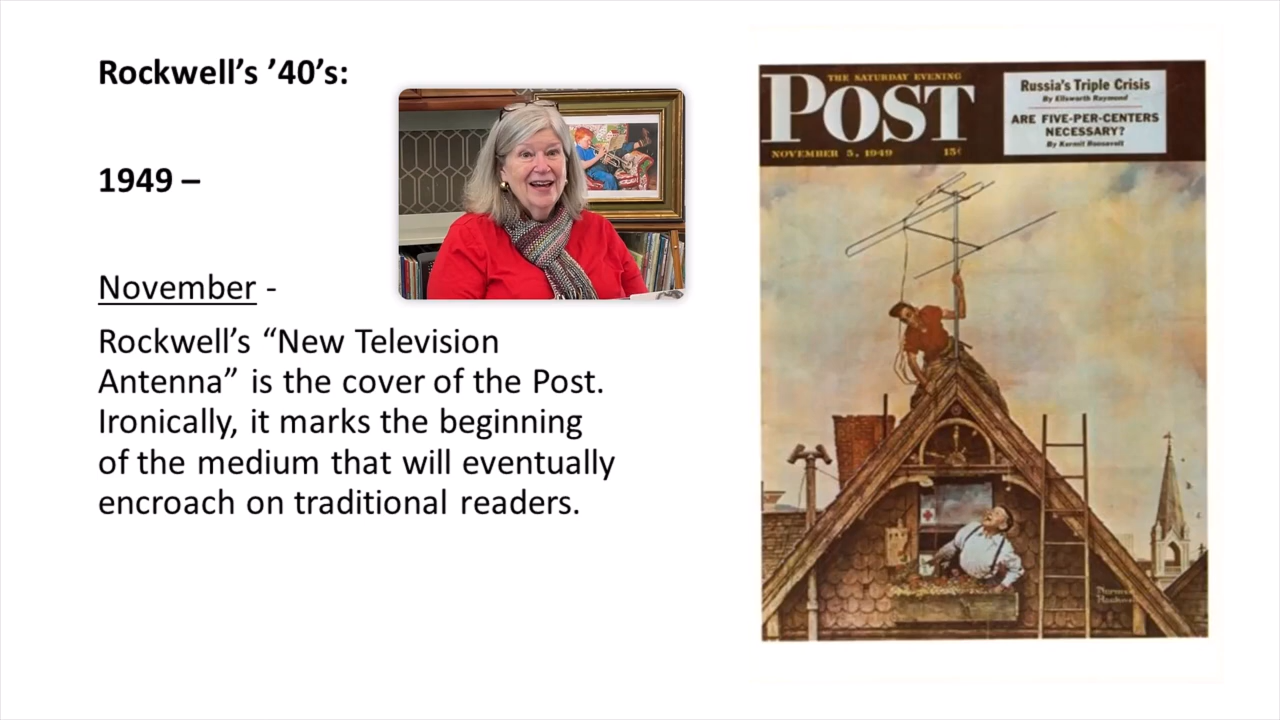 Rockwell’s ’40’s:
1949 –
November -
Rockwell’s “New Television
Antenna” is the cover of the Post.
Ironically, it marks the beginning
of the medium that will eventually
encroach on traditional readers.
THE SATURDAY EVENING
POST
NOVEMBER 5, 1949 15¢
Russia's Triple Crisis
By Ellsworth Raymond
ARE FIVE-PER-CENTERS
NECESSARY?
By Kermit Roosevelt
Norman
Rockwell